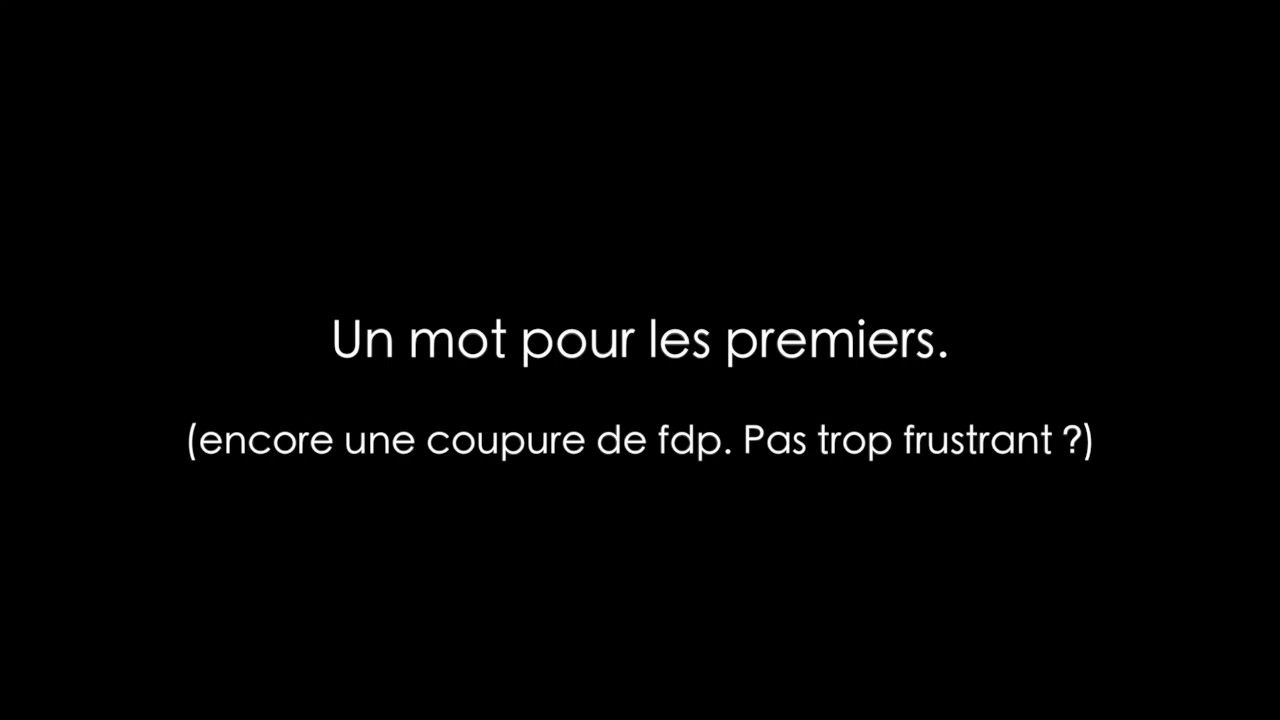 Un mot pour les premiers.
(encore une coupure de fdp. Pas trop frustrant ?)